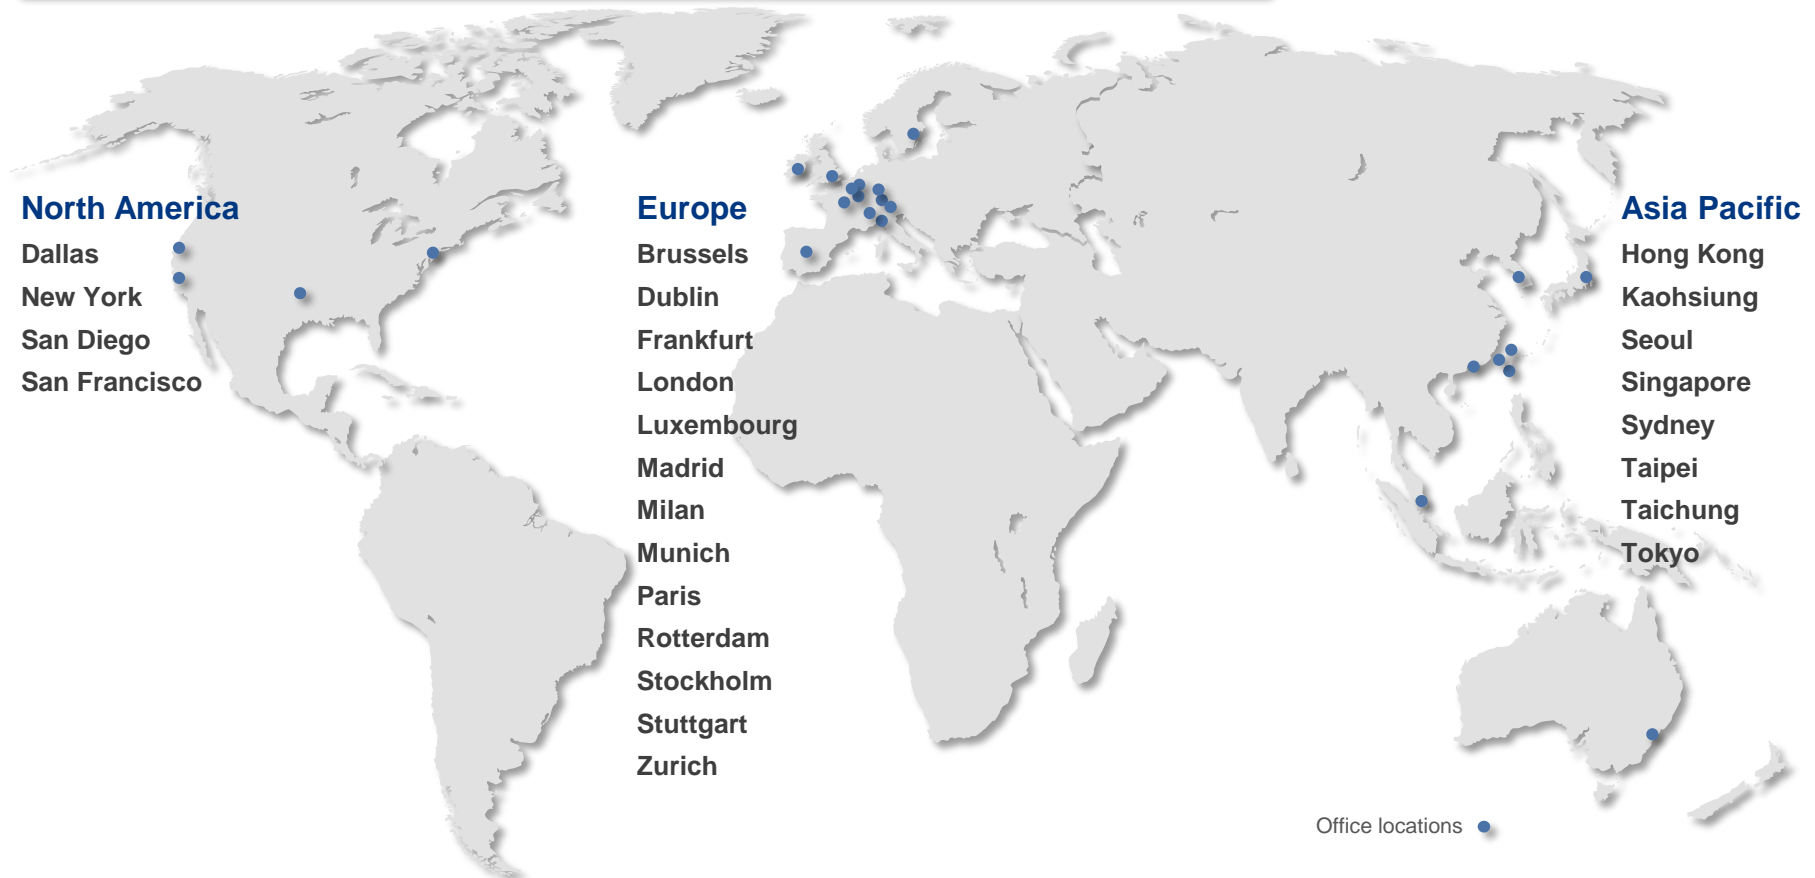 North America
Dallas
New York
San Diego
San Francisco
Europe
Brussels
Dublin
Frankfurt
London
Luxembourg
Madrid
Milan
Munich
Paris
Rotterdam
Stockholm
Stuttgart
Zurich
Asia Pacific
Hong Kong
Kaohsiung
Seoul
Singapore
Sydney
Taipei
Taichung
Tokyo
Office locations